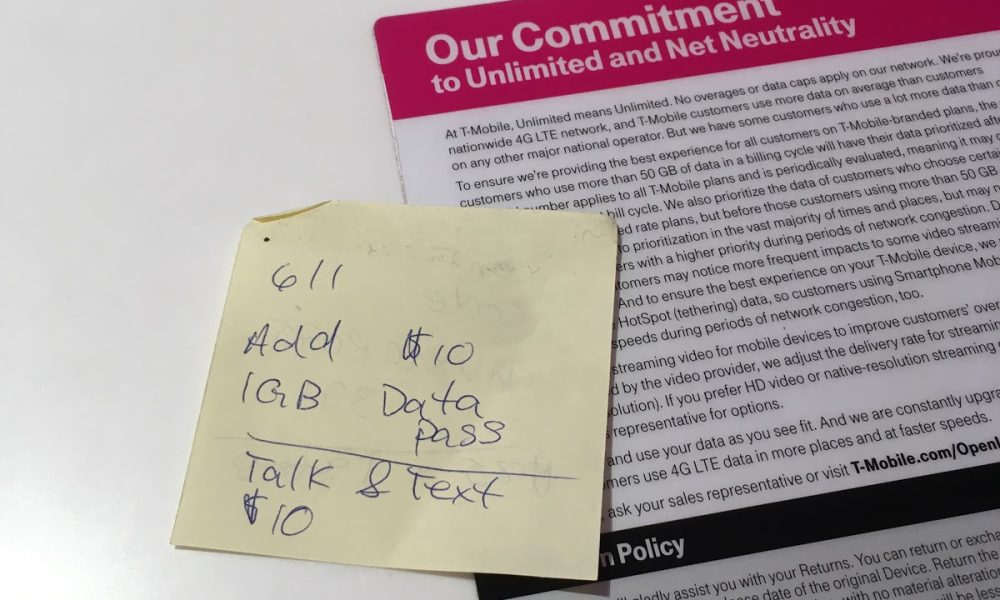 Our Commitment
to Unlimited and Net Neutrality
At T-Mobile, Unlimited means Unlimited. No overages or data caps apply on our network. We're
nationwide 4G LTE network, and T-Mobile customers use more data on average than customers
on any other major national operator. But we have some customers who use a lot more data than
To ensure we're providing the best experience for all customers on T-Mobile-branded plans, the
customers who use more than 50 GB of data in a billing cycle will have their data prioritized
number applies to all T-Mobile plans and is periodically evaluated, meaning it may
bill cycle. We also prioritize the data of customers who choose
rate plans, but before those customers using more than 50 GB
to prioritization in the vast majority of times and places, but may
with a higher priority during periods of network congestion.
may notice more frequent impacts to some video
And to ensure the best experience on your T-Mobile device, we
HotSpot (tethering) data, so customers using Smartphone
speeds during periods of network congestion, too.
streaming video for mobile devices to improve customers'
by the video provider, we adjust the delivery rate for streaming
If you prefer HD video or native-resolution streaming
representative for options.
and use your data as you see fit. And we are constantly
use 4G LTE data in more places and at faster speeds.
ask your sales representative or visit T-Mobile.com/
Policy
gladly assist you with your Returns. You can return or
date of the original Device. Return the
with no material
will be
611
Add $10
1GB Data
pass
Talk & Text
$10